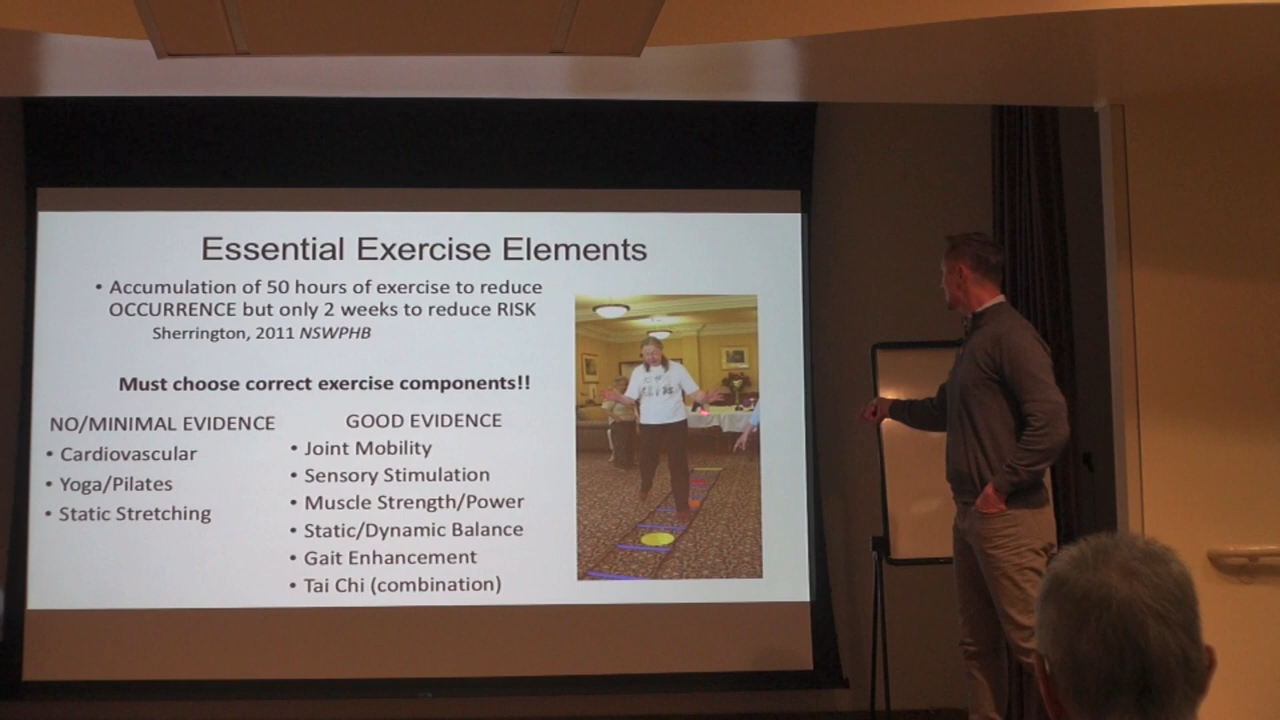 Essential Exercise Elements
• Accumulation of 50 hours of exercise to reduce
OCCURRENCE but only 2 weeks to reduce RISK
Sherrington, 2011 NSWPHB
Must choose correct exercise components!!
NO/MINIMAL EVIDENCE
• Cardiovascular
• Yoga/Pilates
• Static Stretching
GOOD EVIDENCE
• Joint Mobility
• Sensory Stimulation
• Muscle Strength/Power
• Static/Dynamic Balance
• Gait Enhancement
• Tai Chi (combination)